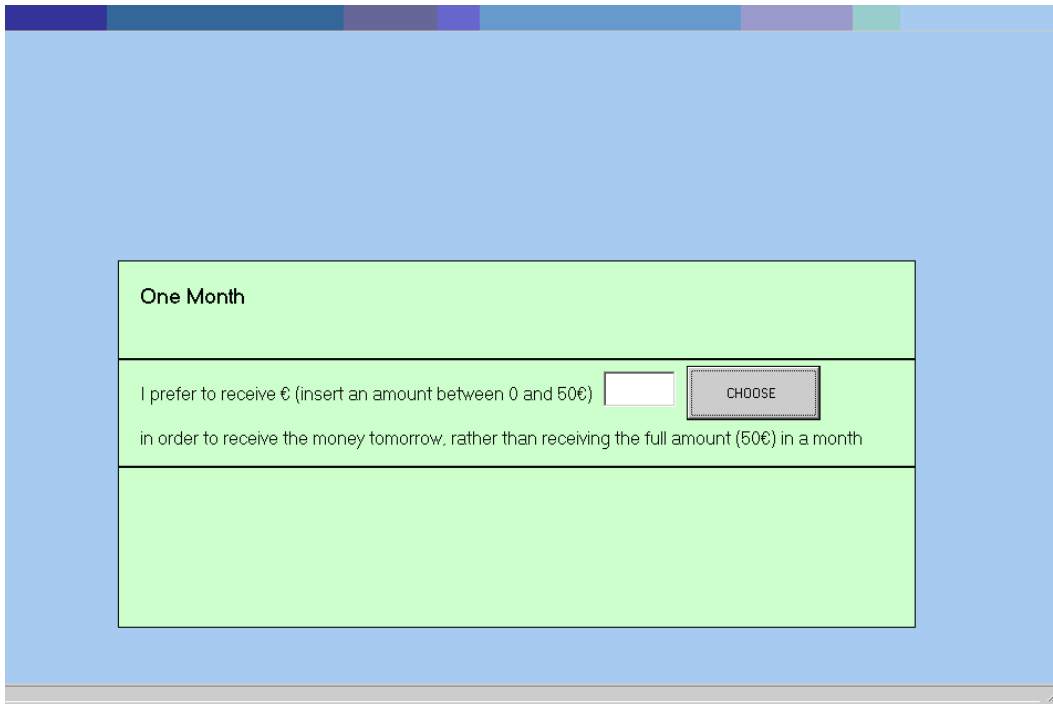 One Month
I prefer to receive € (insert an amount between 0 and 50€)
CHOOSE
in order to receive the money tomorrow, rather than receiving the full amount (50€) in a month